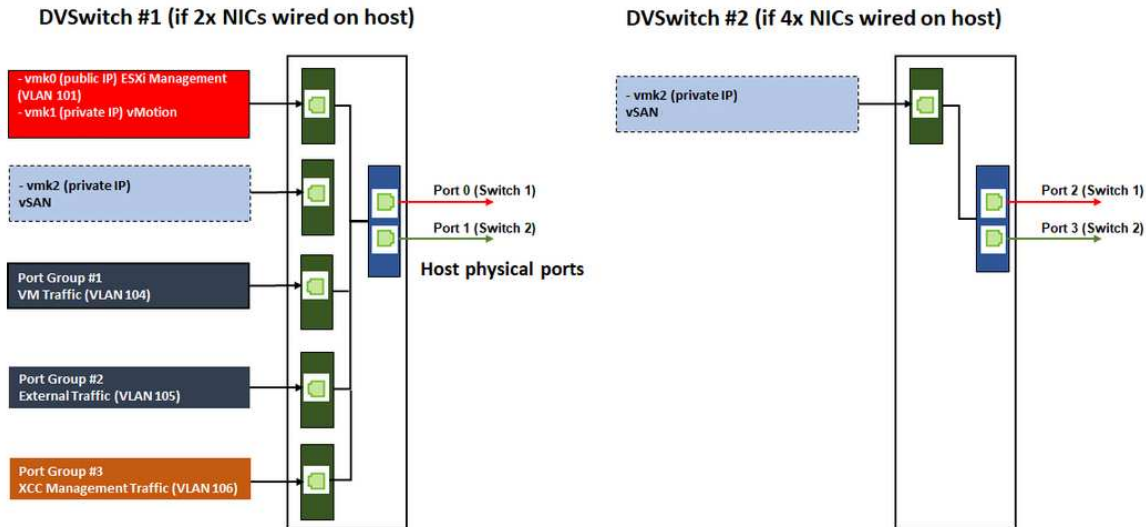 DVSwitch #1 (if 2x NICs wired on host)
- vmk0 (public IP) ESXi Management
(VLAN 101)
- vmk1 (private IP) vMotion
- vmk2 (private IP)
vSAN
Port Group #1
VM Traffic (VLAN 104)
Port Group #2
External Traffic (VLAN 105)
Port Group #3
XCC Management Traffic (VLAN 106)
Port 0 (Switch 1)
Port 1 (Switch 2)
Host physical ports
DVSwitch #2 (if 4x NICs wired on host)
- vmk2 (private IP)
vSAN
Port 2 (Switch 1)
Port 3 (Switch 2)